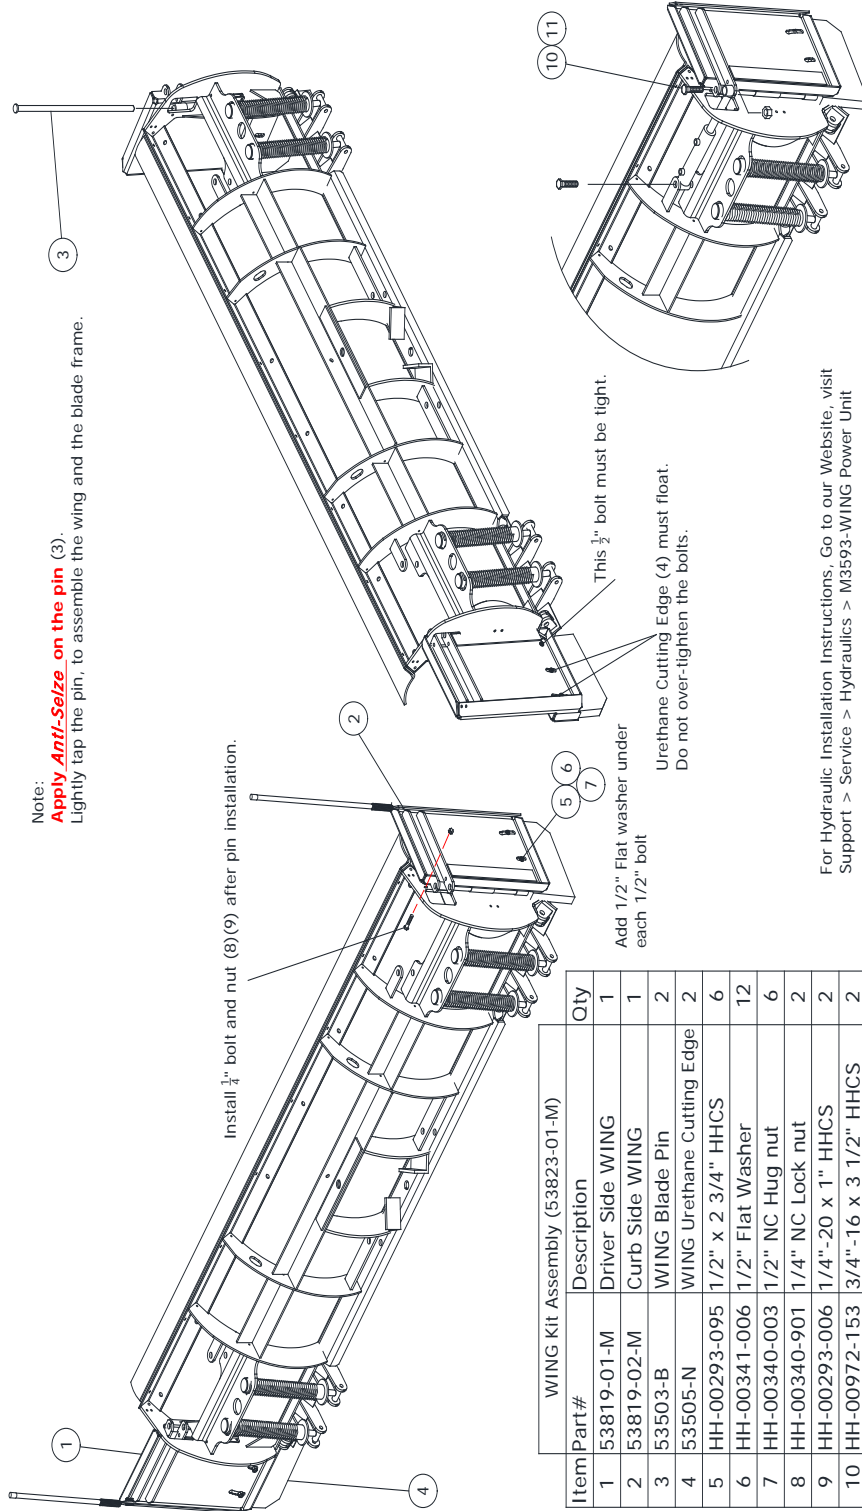 Note:
Apply Anti-Seize on the pin (3).
Lightly tap the pin, to assemble the wing and the blade frame.
3
10 11
Install 1/4" bolt and nut (8)(9) after pin installation.
1
4
2
5 6
7
Add 1/2" Flat washer under
each 1/2" bolt
This 1/2" bolt must be tight.
Urethane Cutting Edge (4) must float.
Do not over-tighten the bolts.
WING Kit Assembly (53823-01-M)
Item Part# Description Qty
1 53819-01-M Driver Side WING 1
2 53819-02-M Curb Side WING 1
3 53503-B WING Blade Pin 2
4 53505-N WING Urethane Cutting Edge 2
5 HH-00293-095 1/2" x 2 3/4" HHCS 6
6 HH-00341-006 1/2" Flat Washer 12
7 HH-00340-003 1/2" NC Hug nut 6
8 HH-00340-901 1/4" NC Lock nut 2
9 HH-00293-006 1/4"-20 x 1" HHCS 2
10 HH-00972-153 3/4"-16 x 3 1/2" HHCS 2
For Hydraulic Installation Instructions, Go to our Website, visit
Support > Service > Hydraulics > M3593-WING Power Unit